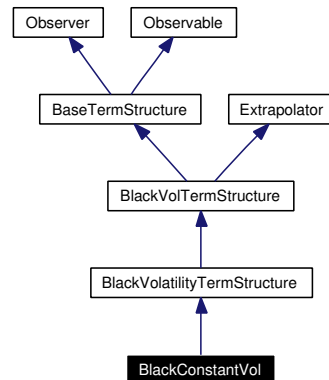 Observer
Observable
BaseTermStructure
Extrapolator
BlackVolTermStructure
BlackVolatilityTermStructure
BlackConstantVol